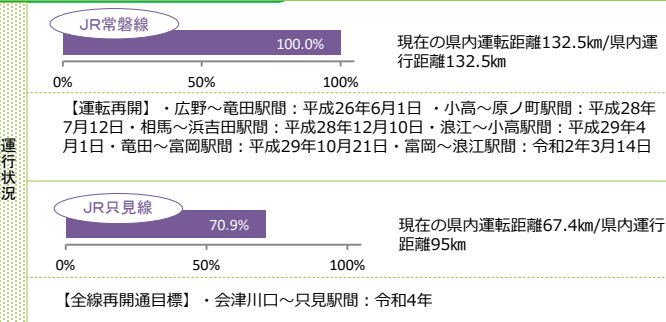 運行状況
JR常磐線
100.0%
0%
50%
100%
現在の県内運転距離132.5㎞/県内運
行距離132.5㎞
【運転再開】・広野～竜田駅間：平成26年6月1日 ・小高～原ノ町駅間：平成28年
7月12日・相馬～浜吉田駅間：平成28年12月10日・浪江～小高駅間：平成29年4
月1日・竜田～富岡駅間：平成29年10月21日・富岡～浪江駅間：令和2年3月14日
JR只見線
70.9%
0%
50%
100%
現在の県内運転距離67.4㎞/県内運行
距離95㎞
【全線再開通目標】・会津川口～只見駅間：令和4年